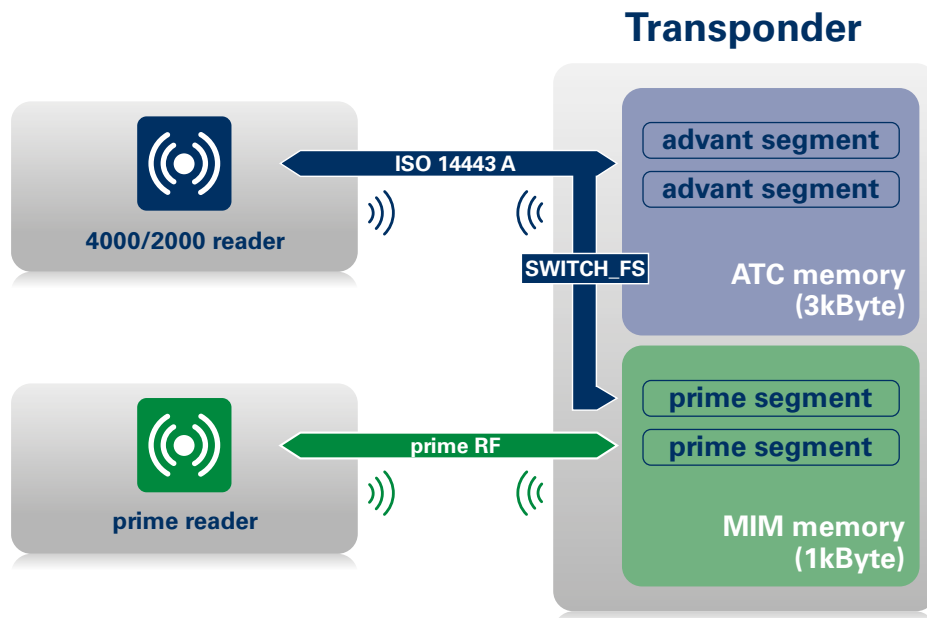 Transponder
advant segment
ISO 14443 A
advant segment
4000/2000 reader
SWITCH_FS
ATC memory
(3kByte)
prime segment
prime RF
prime segment
prime reader
MIM memory
(1kByte)